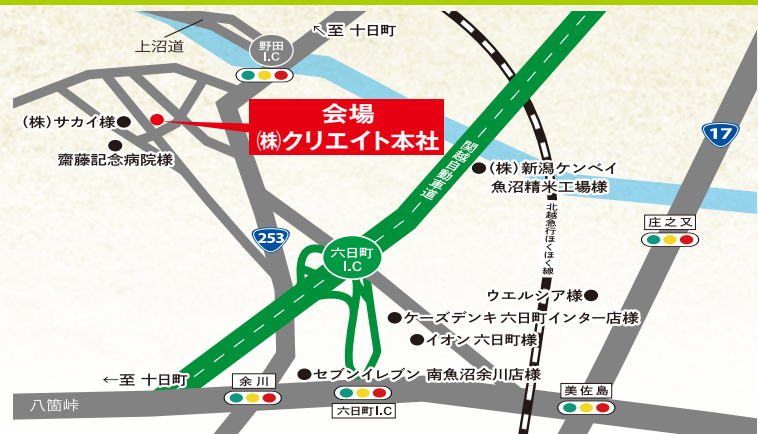 ↖至 十日町
上沼道
野田
I.C
会場
㈱クリエイト本社
(株)サカイ様
齋藤記念病院様
関越自動車道
17
(株)新潟ケンベイ
魚沼精米工場様
北越急行ほくほく線
庄之又
253
六日町
I.C
ウエルシア様
ケーズデンキ 六日町インター店様
イオン 六日町様
←至 十日町
セブンイレブン 南魚沼余川店様
余川
美佐島
八箇峠
六日町I.C